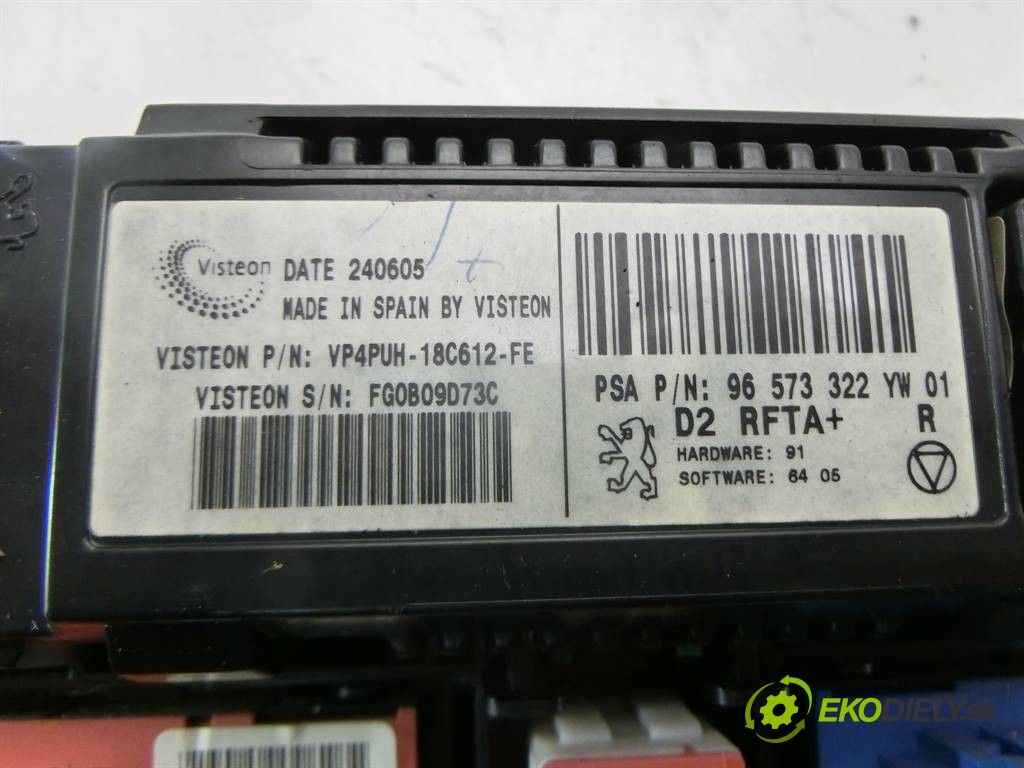 Visteon
DATE 240605
MADE IN SPAIN BY VISTEON
VISTEON P/N: VP4PUH-18C612-FE
VISTEON S/N: FG0B09D73C
PSA P/N: 96 573 322 YW 01
D2 RFTA+ R
HARDWARE: 91
SOFTWARE: 64 05
EKODIELY.sk